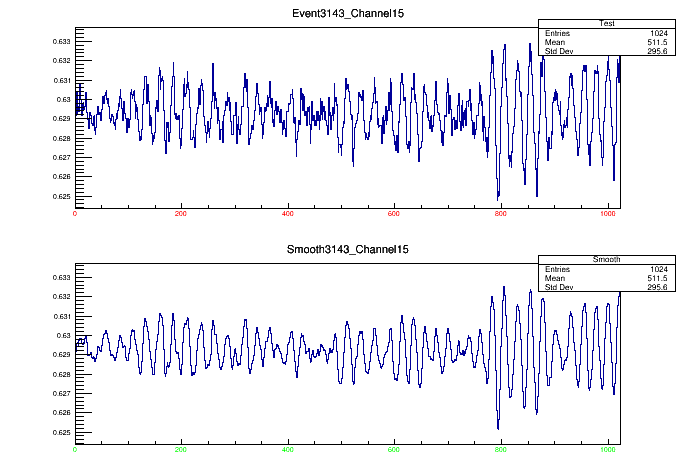 Event3143_Channel15
Test
Entries 1024
Mean 511.5
Std Dev 295.6
0.633
0.632
0.631
0.63
0.629
0.628
0.627
0.626
0.625
0 200 400 600 800 1000
Smooth3143_Channel15
Smooth
Entries 1024
Mean 511.5
Std Dev 295.6
0.633
0.632
0.631
0.63
0.629
0.628
0.627
0.626
0.625
0 200 400 600 800 1000